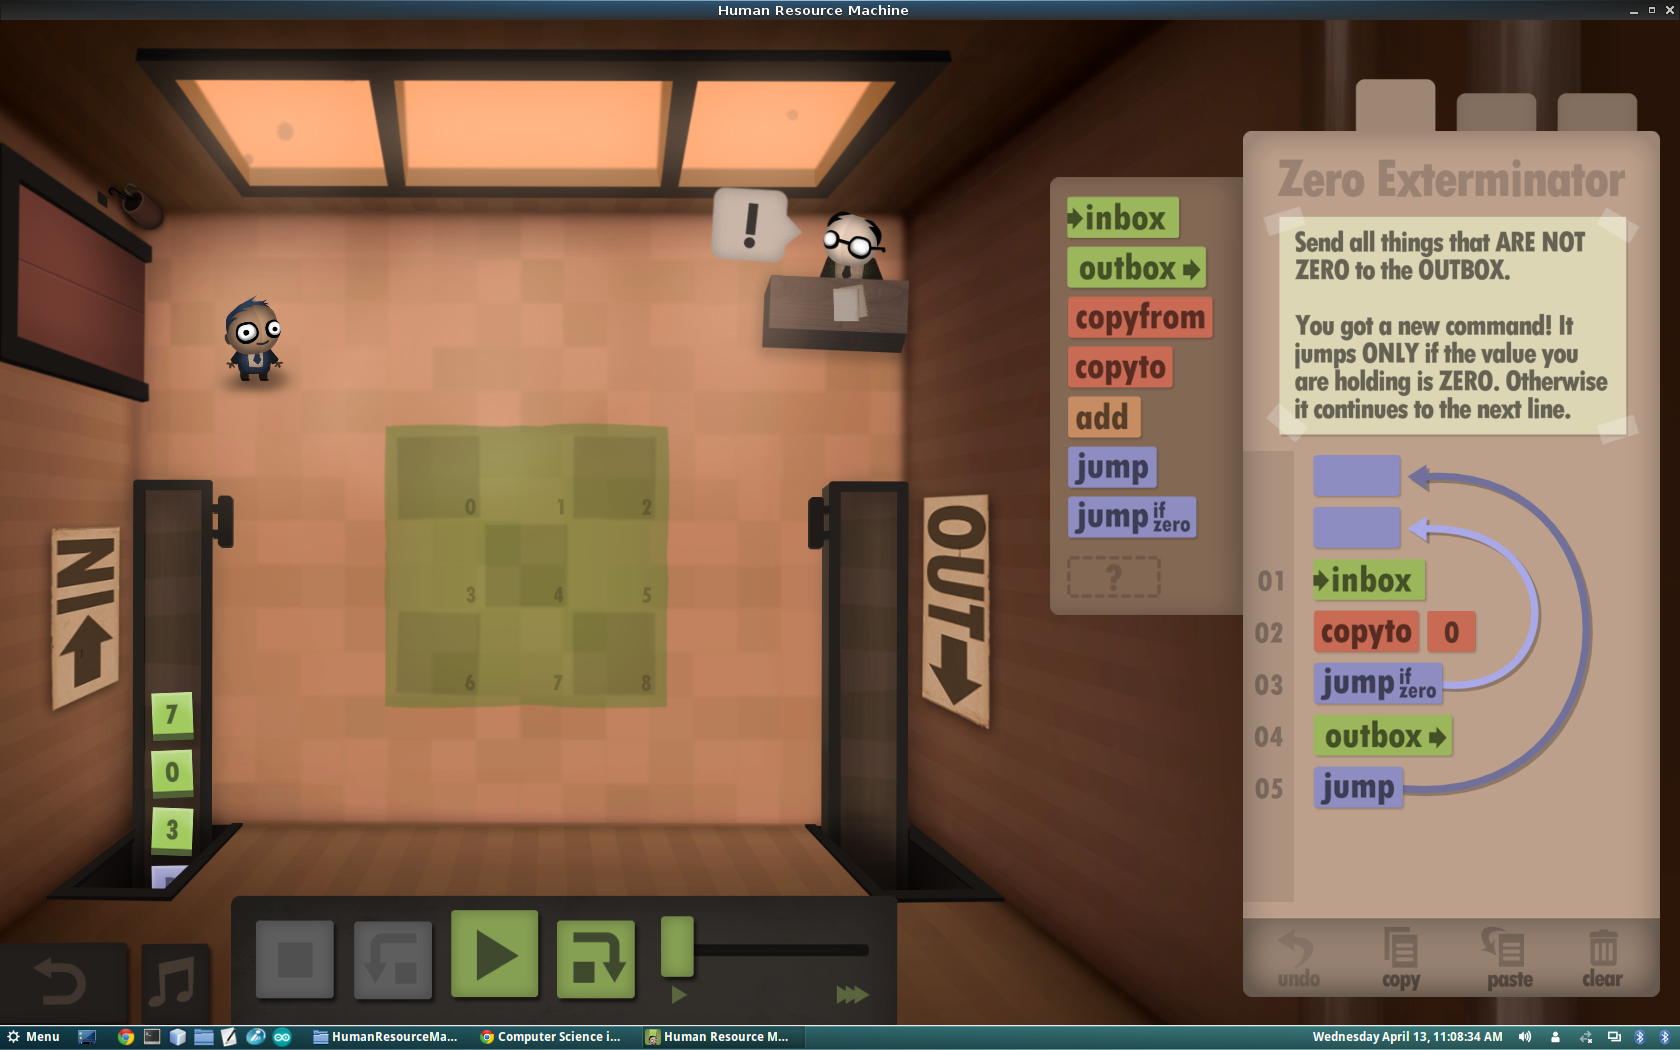 Human Resource Machine
Zero Exterminator
Send all things that ARE NOT
ZERO to the OUTBOX.
You got a new command! It
jumps ONLY if the value you
are holding is ZERO. Otherwise
it continues to the next line.
!
inbox
outbox
copyfrom
copyto
add
jump
jump if zero
?
01 inbox
02 copyto 0
03 jump if zero
04 outbox
05 jump
0 1 2
3 4 5
6 7 8
IN
OUT
7
0
3
undo copy paste clear
Menu
HumanResourceMa...
Computer Science i...
Human Resource M...
Wednesday April 13, 11:08:34 AM